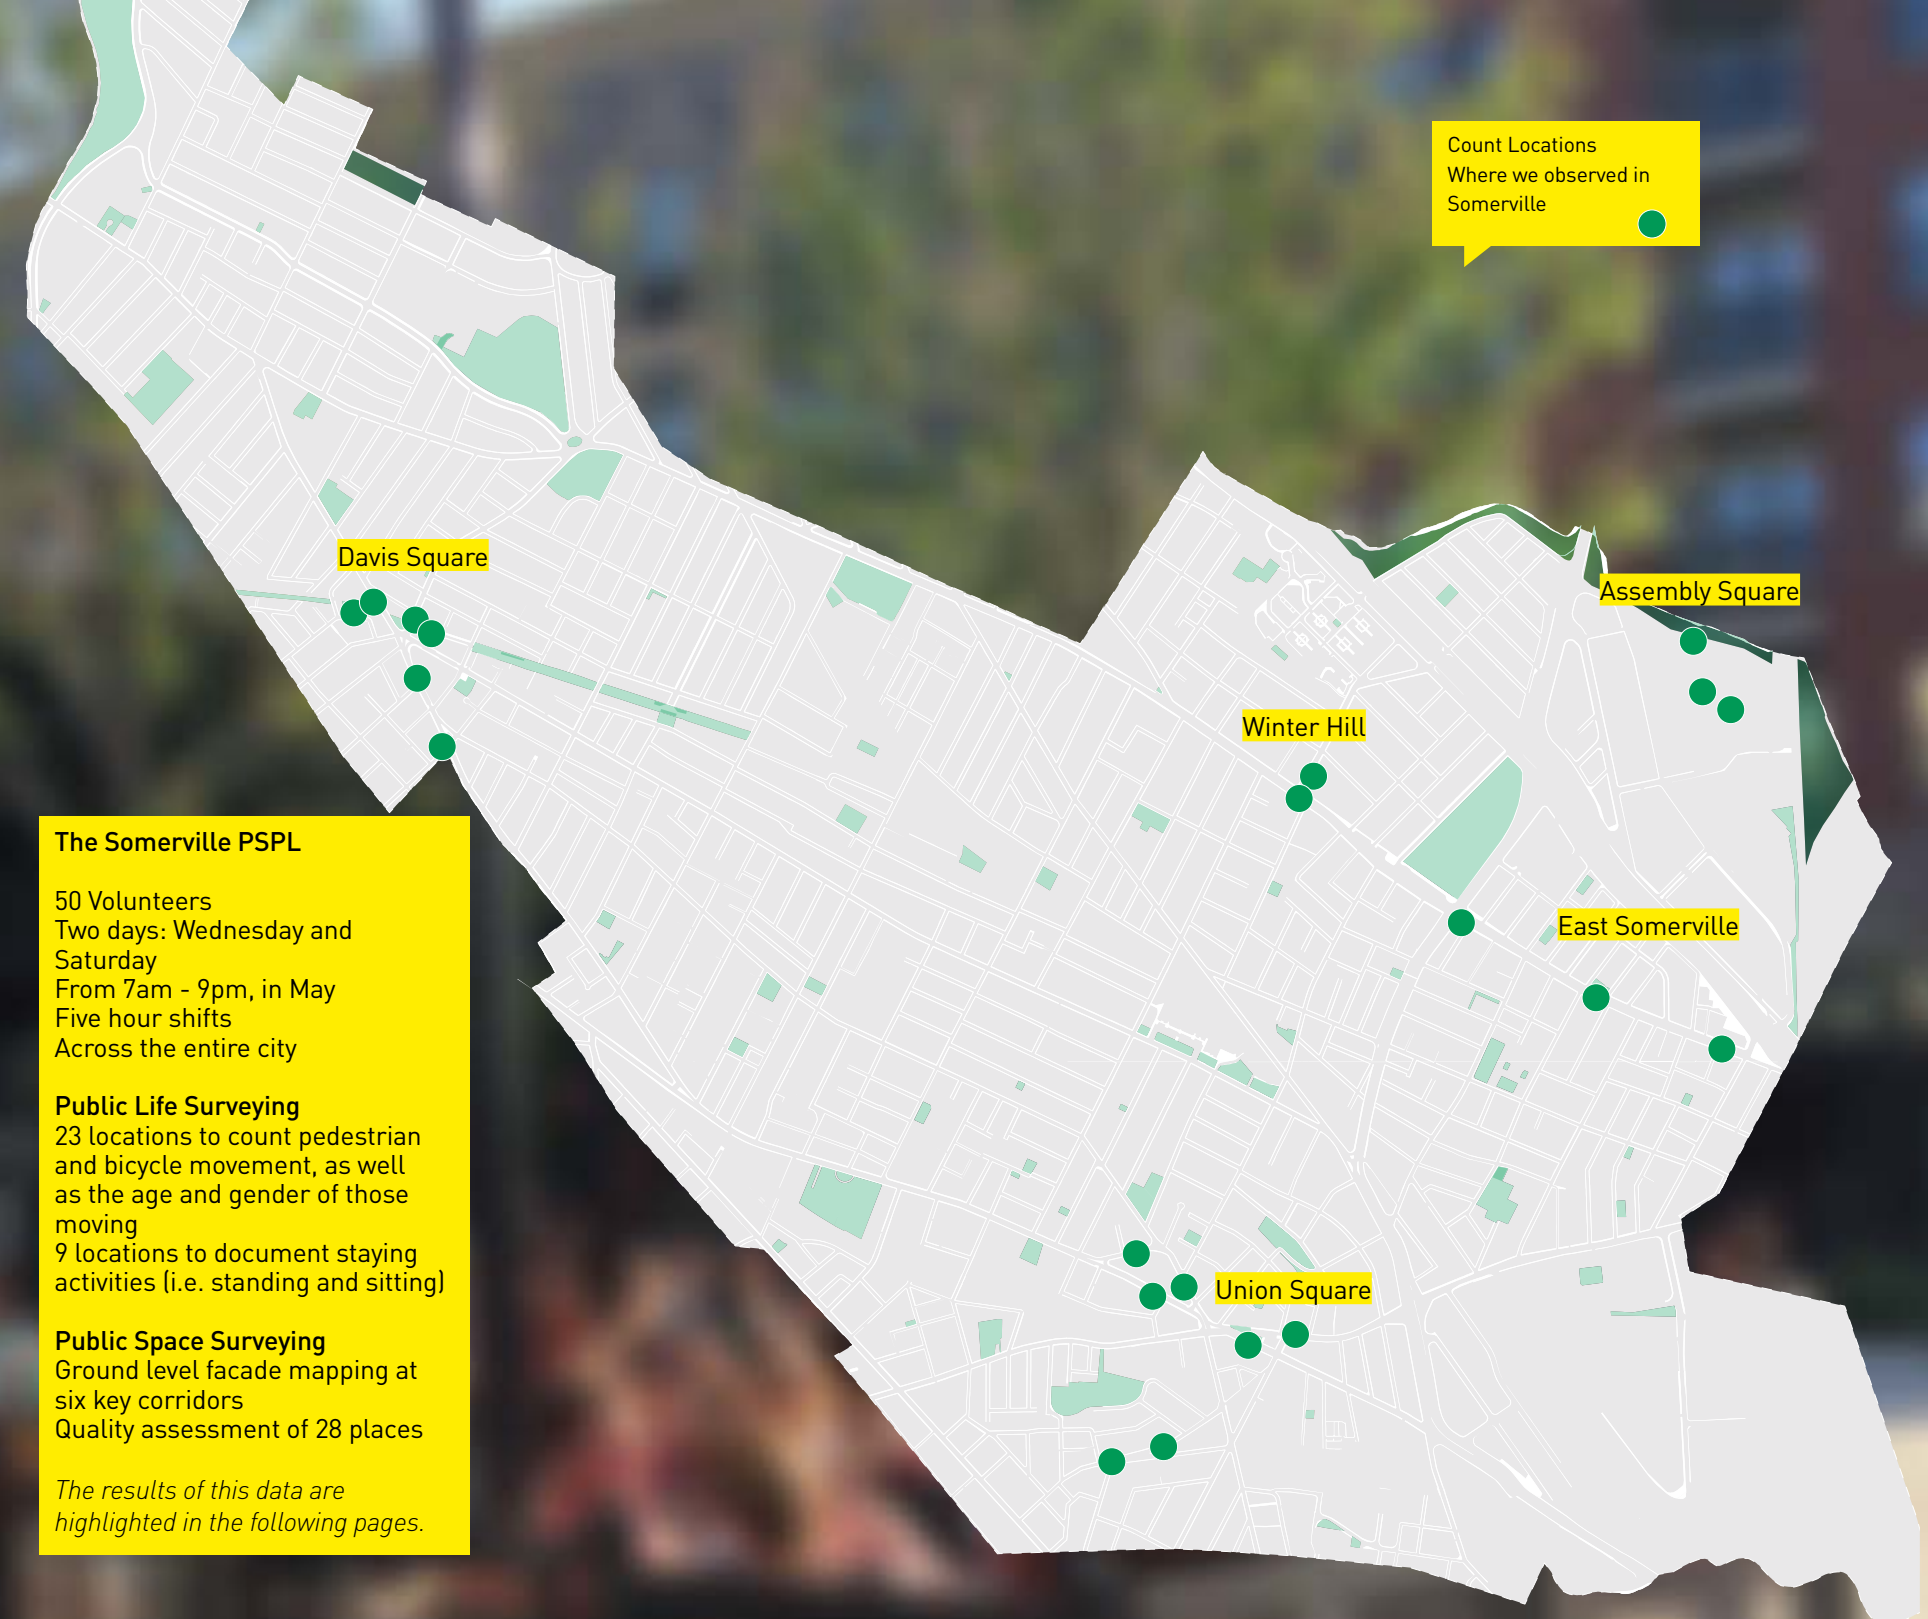 Count Locations
Where we observed in
Somerville
Davis Square
Assembly Square
Winter Hill
East Somerville
Union Square
The Somerville PSPL
50 Volunteers
Two days: Wednesday and
Saturday
From 7am - 9pm, in May
Five hour shifts
Across the entire city
Public Life Surveying
23 locations to count pedestrian
and bicycle movement, as well
as the age and gender of those
moving
9 locations to document staying
activities (i.e. standing and sitting)
Public Space Surveying
Ground level facade mapping at
six key corridors
Quality assessment of 28 places
The results of this data are
highlighted in the following pages.